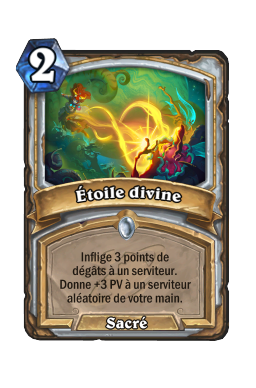 2
Étoile divine
Inflige 3 points de
dégâts à un serviteur.
Donne +3 PV à un serviteur
aléatoire de votre main.
Sacré